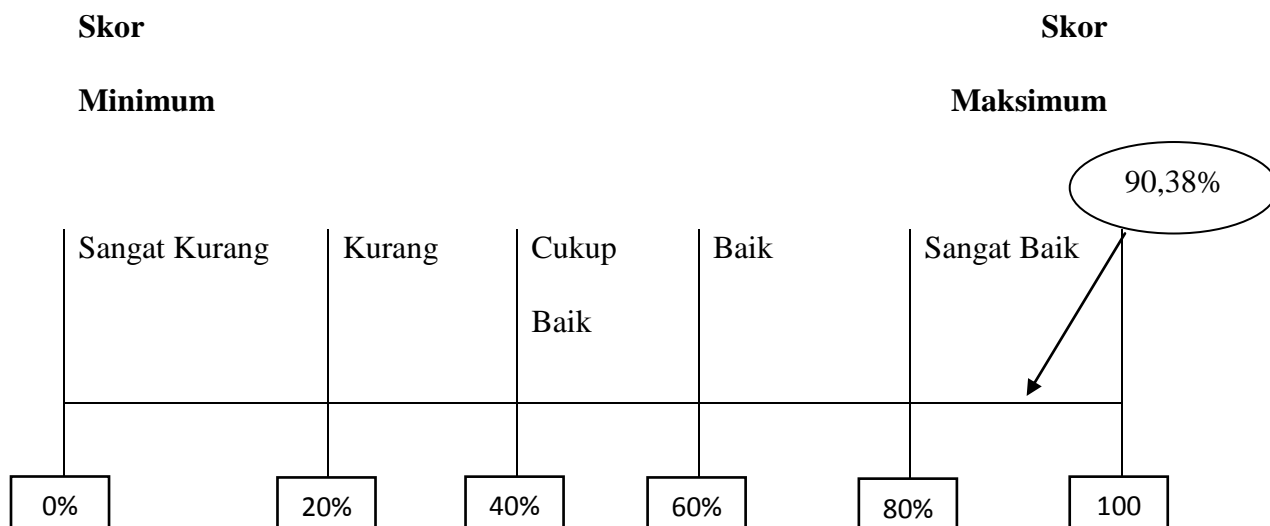 Skor Skor
Minimum Maksimum
90,38%
Sangat Kurang Kurang Cukup Baik Sangat Baik
Baik
0% 20% 40% 60% 80% 100